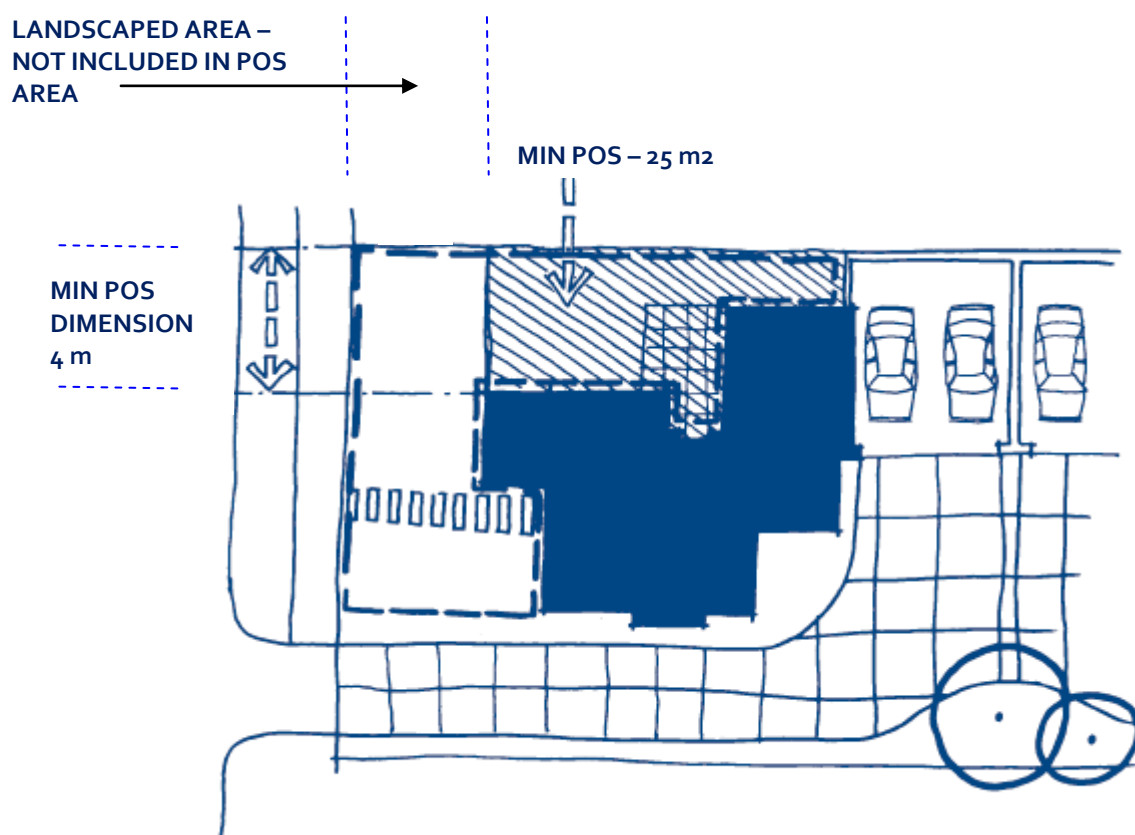 LANDSCAPED AREA –
NOT INCLUDED IN POS
AREA
MIN POS – 25 m2
MIN POS
DIMENSION
4 m